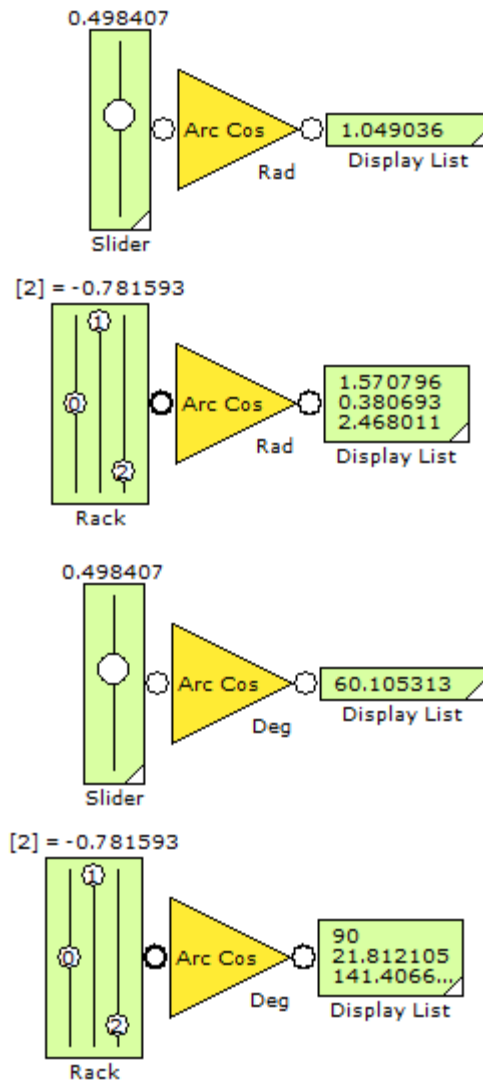 0.498407
Arc Cos
1.049036
Rad
Display List
Slider
[2] = -0.781593
1
0
Arc Cos
1.570796
0.380693
2.468011
2
Rad
Display List
Rack
0.498407
Arc Cos
60.105313
Deg
Display List
Slider
[2] = -0.781593
1
0
Arc Cos
90
21.812105
141.4066...
2
Deg
Display List
Rack